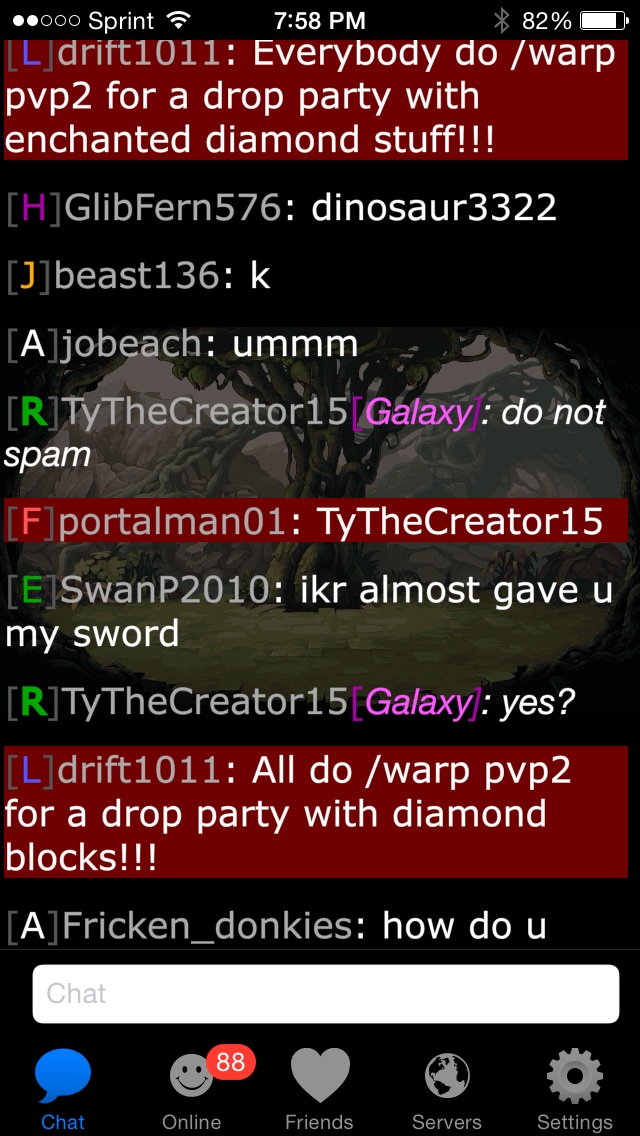 Sprint 7:58 PM 82%
[L]drift1011: Everybody do /warp
pvp2 for a drop party with
enchanted diamond stuff!!!
[H]GlibFern576: dinosaur3322
[J]beast136: k
[A]jobeach: ummm
[R]TyTheCreator15[Galaxy]: do not
spam
[F]portalman01: TyTheCreator15
[E]SwanP2010: ikr almost gave u
my sword
[R]TyTheCreator15[Galaxy]: yes?
[L]drift1011: All do /warp pvp2
for a drop party with diamond
blocks!!!
[A]Fricken_donkies: how do u
Chat
88
Chat Online Friends Servers Settings